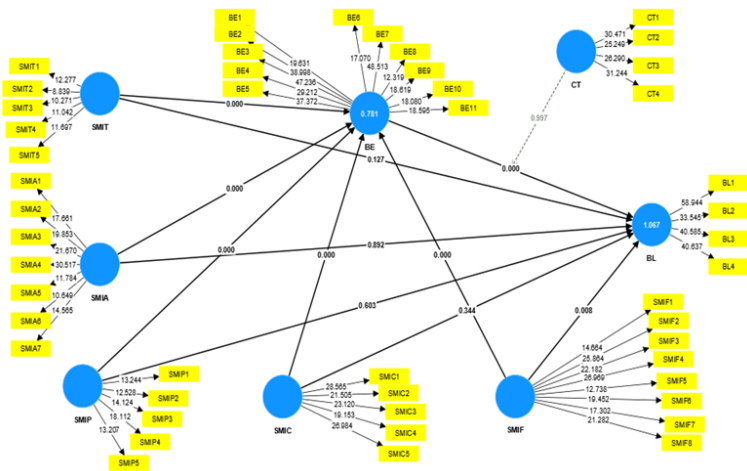 BE1
BE2
BE3
BE4
BE5
BE6
BE7
BE8
BE9
BE10
BE11
19.631
38.998
47.236
29.212
37.372
17.070
48.513
12.319
18.619
18.080
18.595
0.781
BE
CT1
CT2
CT3
CT4
30.471
25.249
26.290
31.244
CT
0.597
SMIT1
SMIT2
SMIT3
SMIT4
SMIT5
12.277
8.839
10.271
11.042
11.697
SMIT
0.000
0.127
0.000
SMIA1
SMIA2
SMIA3
SMIA4
SMIA5
SMIA6
SMIA7
17.661
19.853
21.670
30.517
11.784
10.649
14.565
SMIA
0.000
0.892
BL1
BL2
BL3
BL4
58.944
33.545
40.585
40.637
1.067
BL
0.000
0.000
0.000
0.603
0.344
0.008
SMIP1
SMIP2
SMIP3
SMIP4
SMIP5
13.244
12.528
14.124
18.112
13.207
SMIP
SMIC1
SMIC2
SMIC3
SMIC4
SMIC5
28.565
21.505
23.120
19.153
26.984
SMIC
SMIF1
SMIF2
SMIF3
SMIF4
SMIF5
SMIF6
SMIF7
SMIF8
14.664
25.864
22.182
26.969
12.738
19.452
17.302
21.282
SMIF